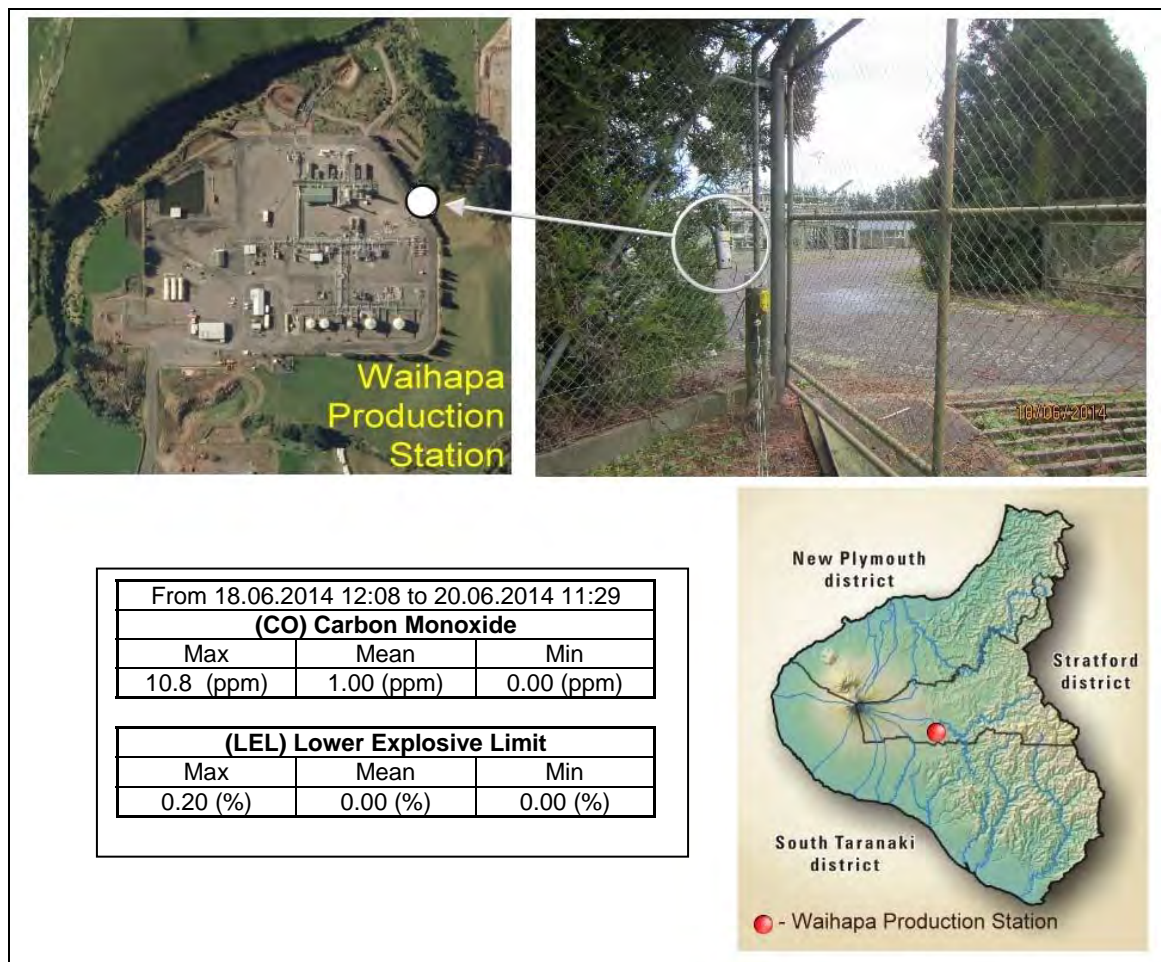 Waihapa
Production
Station
18/06/2014
From 18.06.2014 12:08 to 20.06.2014 11:29
(CO) Carbon Monoxide
Max Mean Min
10.8 (ppm) 1.00 (ppm) 0.00 (ppm)
(LEL) Lower Explosive Limit
Max Mean Min
0.20 (%) 0.00 (%) 0.00 (%)
New Plymouth
district
Stratford
district
South Taranaki
district
- Waihapa Production Station